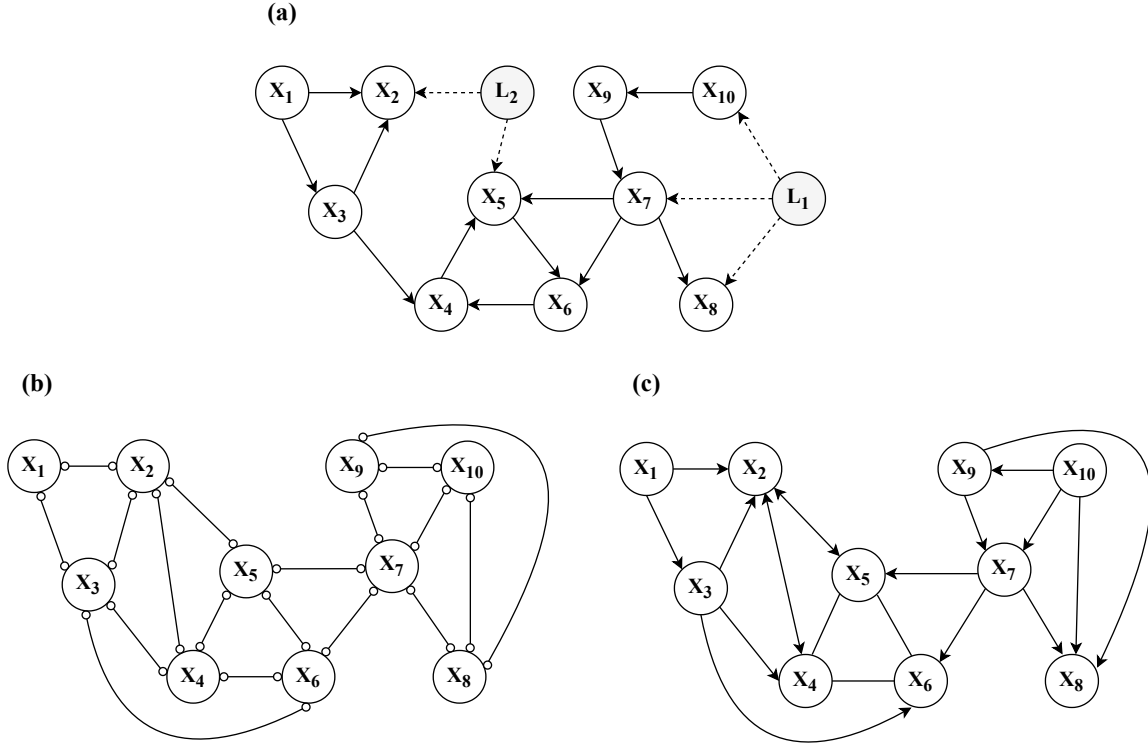 (a)
X1 X2 L2 X9 X10
X3 X5 X7 L1
X4 X6 X8
(b) (c)
X1 X2 X9 X10 X1 X2 X9 X10
X3 X5 X7 X3 X5 X7
X4 X6 X8 X4 X6 X8